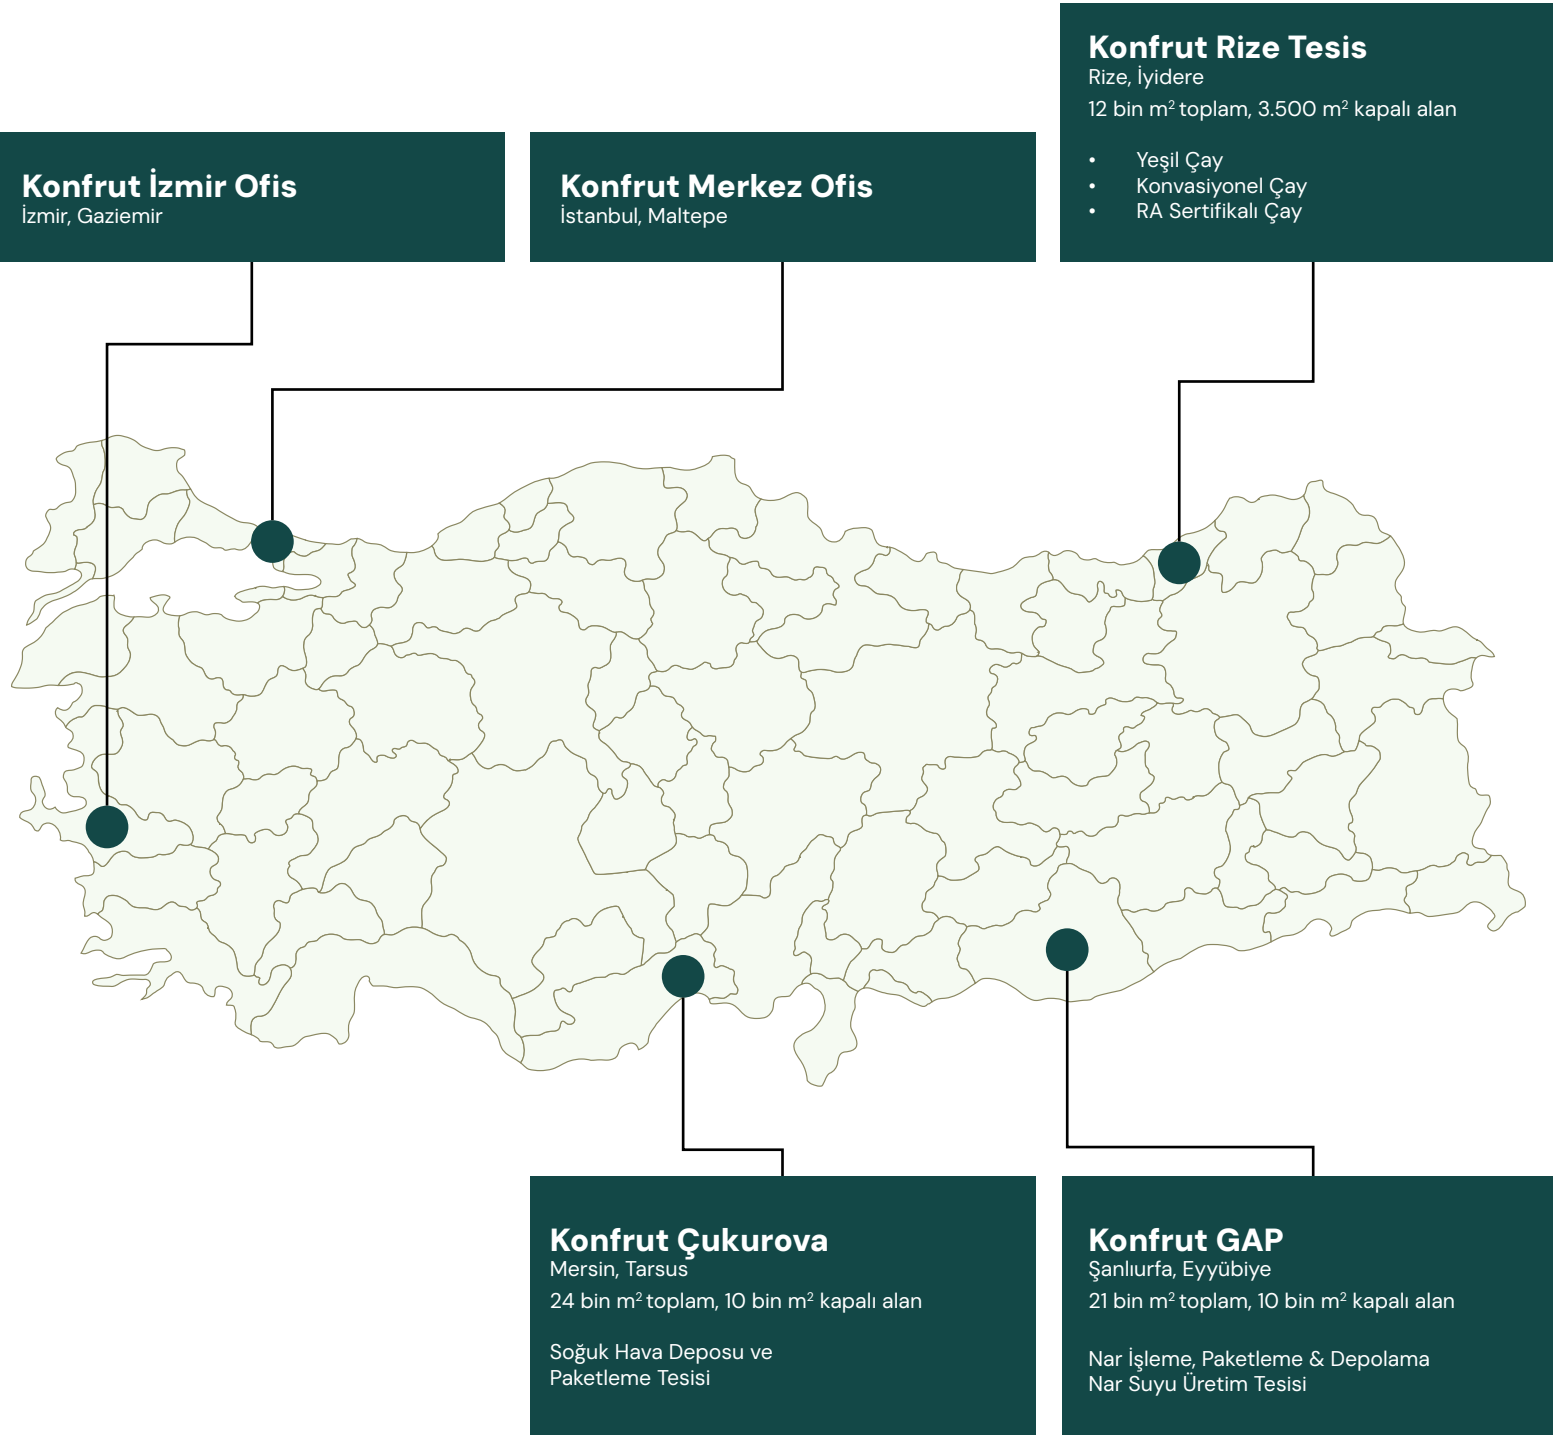 Konfrut Rize Tesis
Rize, İyidere
12 bin m² toplam, 3.500 m² kapalı alan
• Yeşil Çay
• Konvasiyonel Çay
• RA Sertifikalı Çay
Konfrut İzmir Ofis
İzmir, Gaziemir
Konfrut Merkez Ofis
İstanbul, Maltepe
Konfrut Çukurova
Mersin, Tarsus
24 bin m² toplam, 10 bin m² kapalı alan
Soğuk Hava Deposu ve
Paketleme Tesisi
Konfrut GAP
Şanlıurfa, Eyyübiye
21 bin m² toplam, 10 bin m² kapalı alan
Nar İşleme, Paketleme & Depolama
Nar Suyu Üretim Tesisi